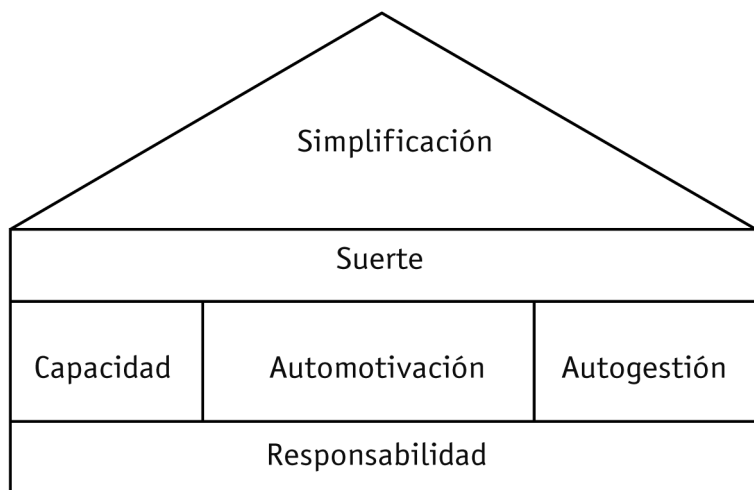 Simplificación
Suerte
Capacidad Automotivación Autogestión
Responsabilidad